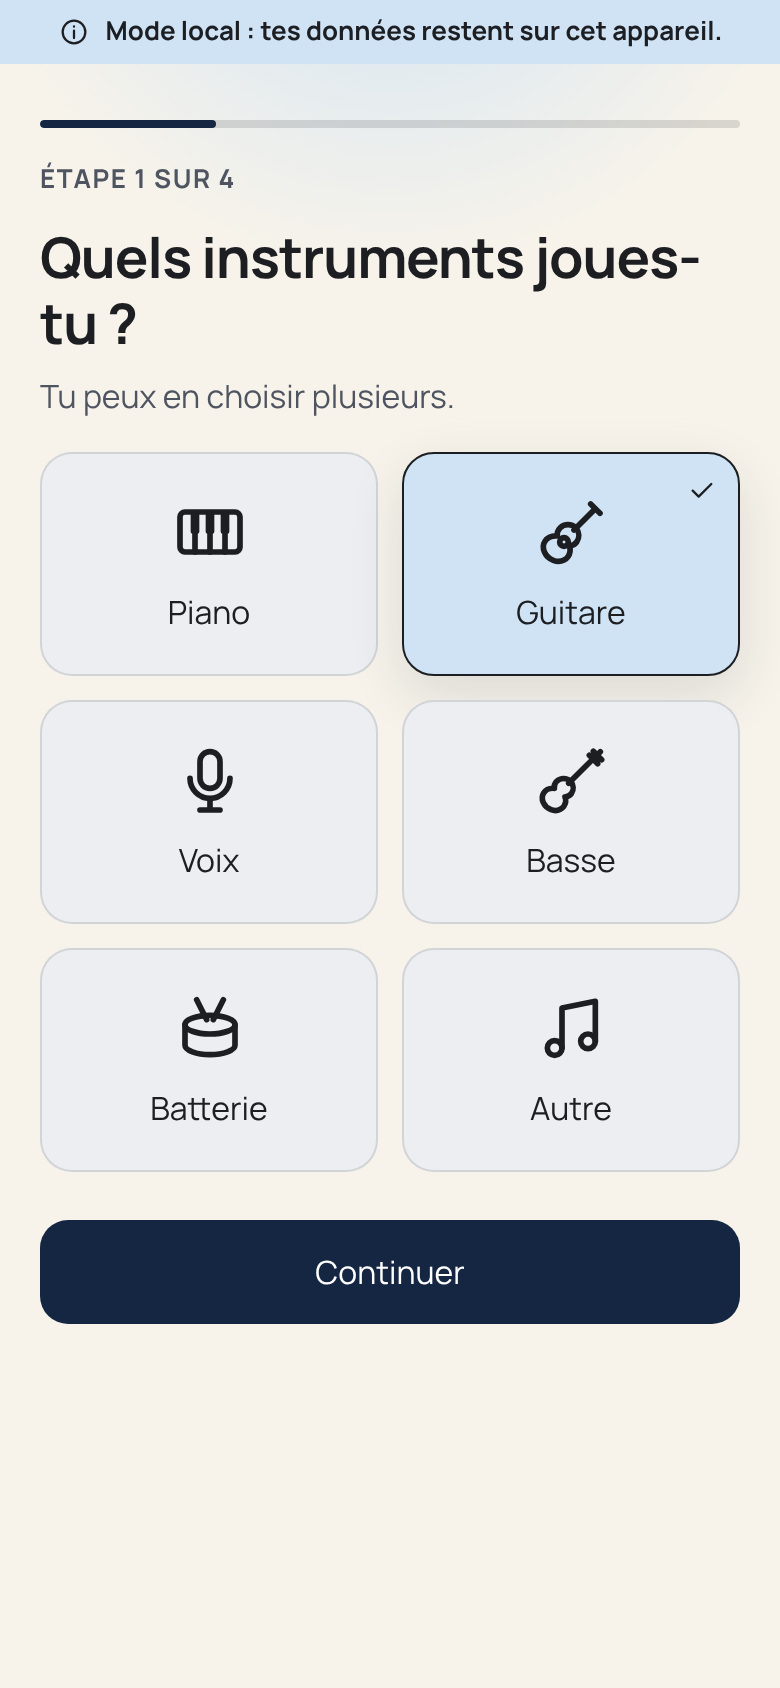 Mode local : tes données restent sur cet appareil.
ÉTAPE 1 SUR 4
Quels instruments joues-
tu ?
Tu peux en choisir plusieurs.
Piano
Guitare
Voix
Basse
Batterie
Autre
Continuer